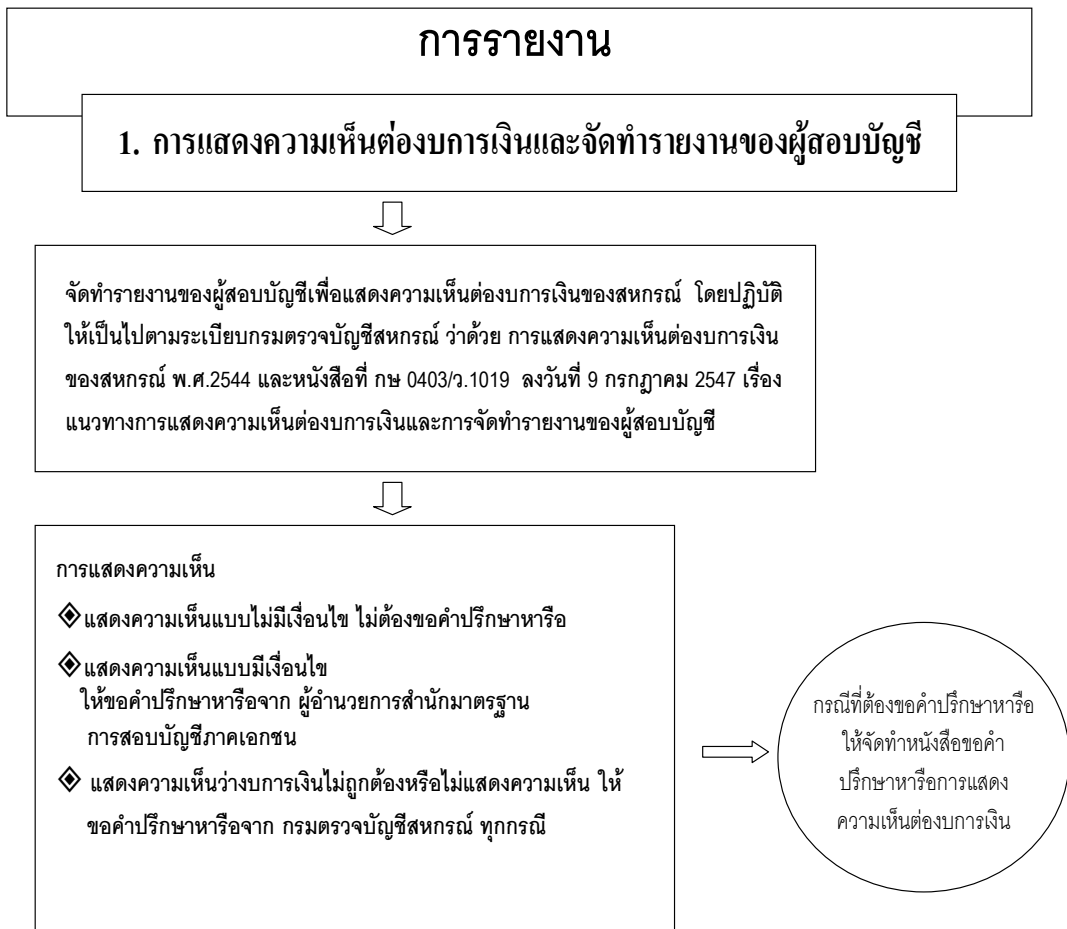 การรายงาน
1. การแสดงความเห็นต่องบการเงินและจัดทำรายงานของผู้สอบบัญชี
จัดทำรายงานของผู้สอบบัญชีเพื่อแสดงความเห็นต่องบการเงินของสหกรณ์ โดยปฏิบัติ
ให้เป็นไปตามระเบียบกรมตรวจบัญชีสหกรณ์ ว่าด้วย การแสดงความเห็นต่องบการเงิน
ของสหกรณ์ พ.ศ.2544 และหนังสือที่ กษ 0403/ว.1019 ลงวันที่ 9 กรกฎาคม 2547 เรื่อง
แนวทางการแสดงความเห็นต่องบการเงินและการจัดทำรายงานของผู้สอบบัญชี
การแสดงความเห็น
แสดงความเห็นแบบไม่มีเงื่อนไข ไม่ต้องขอคำปรึกษาหารือ
แสดงความเห็นแบบมีเงื่อนไข
ให้ขอคำปรึกษาหารือจาก ผู้อำนวยการสำนักมาตรฐาน
การสอบบัญชีภาคเอกชน
แสดงความเห็นว่างบการเงินไม่ถูกต้องหรือไม่แสดงความเห็น ให้
ขอคำปรึกษาหารือจาก กรมตรวจบัญชีสหกรณ์ ทุกกรณี
กรณีที่ต้องขอคำปรึกษาหารือ
ให้จัดทำหนังสือขอคำ
ปรึกษาหารือการแสดง
ความเห็นต่องบการเงิน